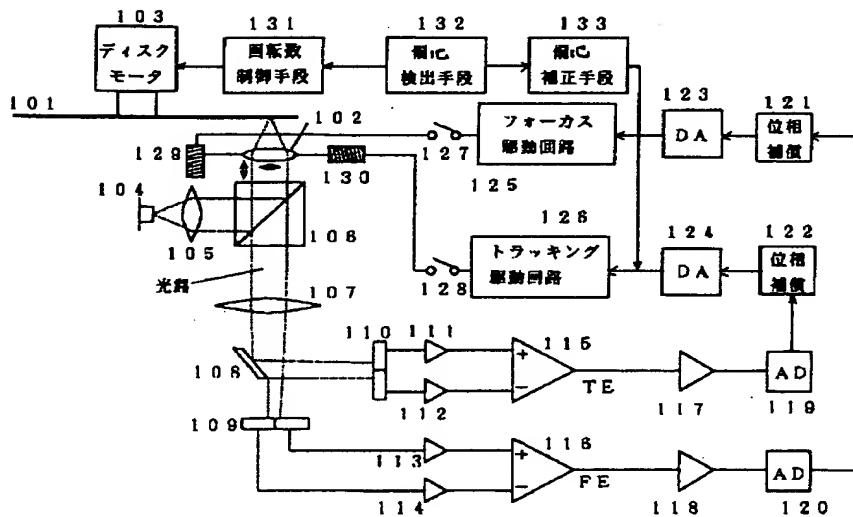 103
ディスク
モータ
131
回転数
制御手段
132
偏心
検出手段
133
偏心
補正手段
101
102
129
130
127
フォーカス
駆動回路
125
123
DA
121
位相
補償
104
105
106
光路
107
128
126
トラッキング
駆動回路
124
DA
122
位相
補償
108
110
111
112
+
−
115
TE
117
AD
119
109
113
114
+
−
116
FE
118
AD
120